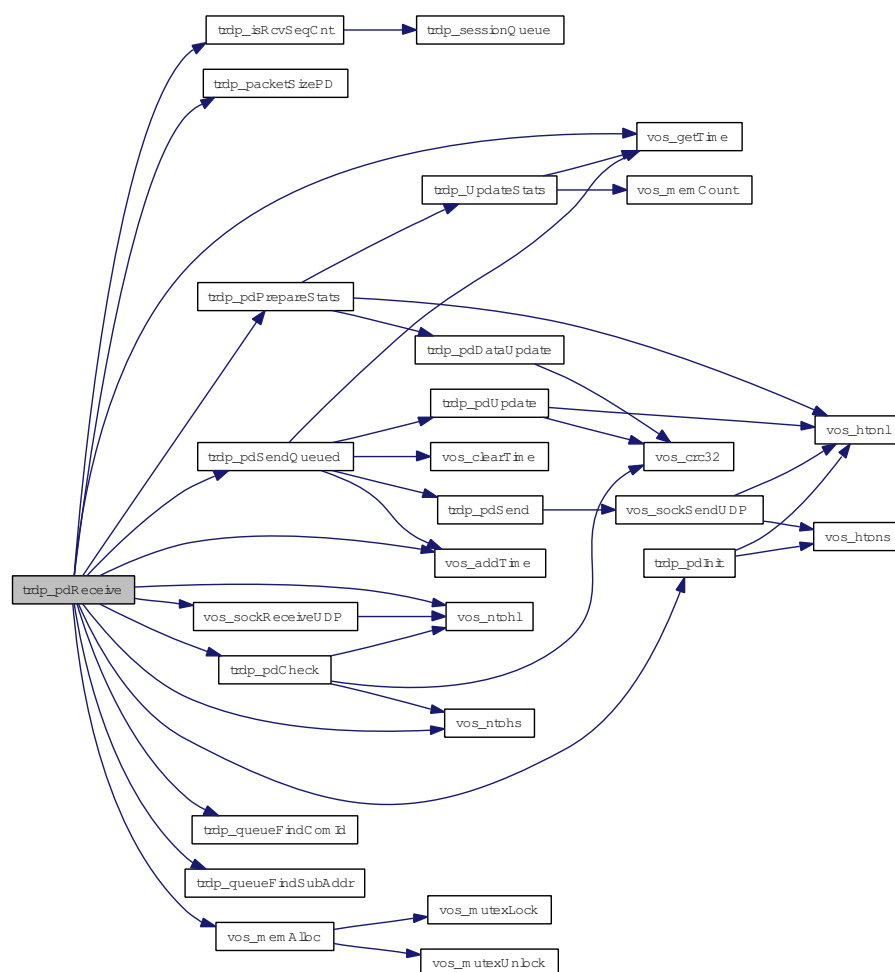 trdp_isRcvSeqCnt
trdp_sessionQueue
trdp_packetSizePD
vos_getTime
trdp_UpdateStats
vos_memCount
trdp_pdPrepareStats
trdp_pdDataUpdate
trdp_pdUpdate
vos_htonl
trdp_pdSendQueued
vos_clearTime
vos_crc32
trdp_pdSend
vos_sockSendUDP
vos_htons
vos_addTime
trdp_pdInit
trdp_pdReceive
vos_sockReceiveUDP
vos_ntohl
trdp_pdCheck
vos_ntohs
trdp_queueFindComId
trdp_queueFindSubAddr
vos_memAlloc
vos_mutexLock
vos_mutexUnlock